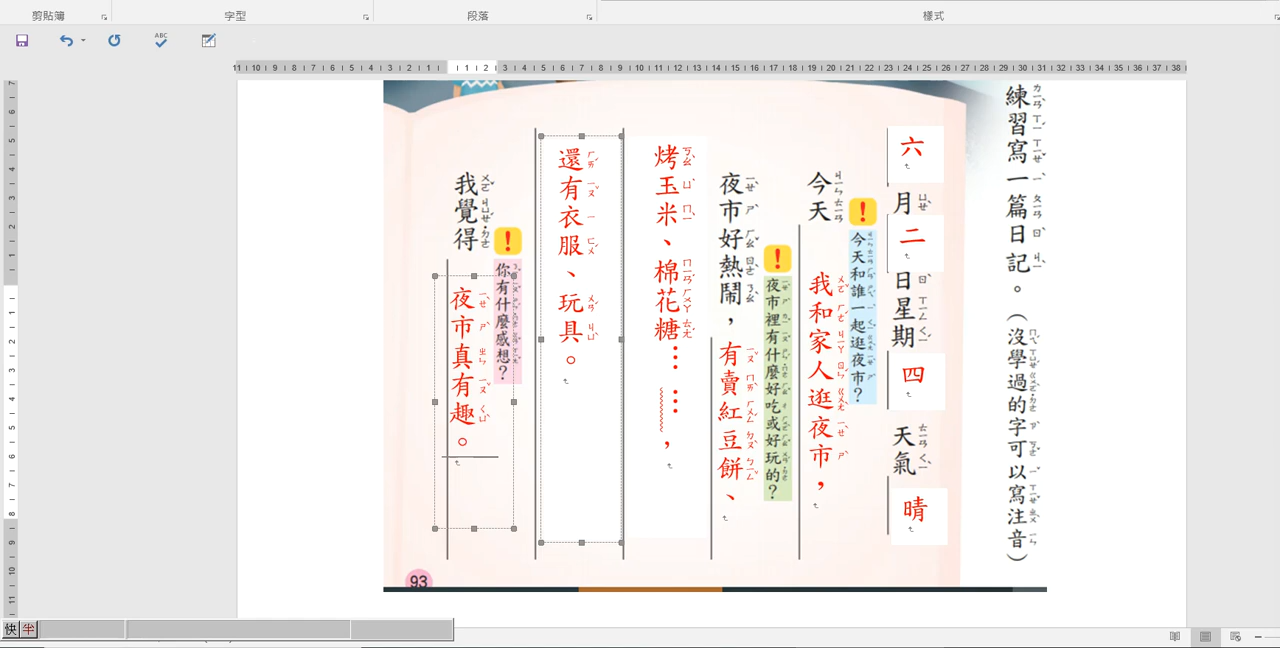 剪貼簿
字型
段落
樣式
練習寫一篇日記。（沒學過的字可以寫注音）
六月二日星期四 天氣晴
今天和誰一起逛夜市？
今天我和家人逛夜市，
夜市裡有什麼好吃或好玩的？
夜市好熱鬧，有賣紅豆餅、
烤玉米、棉花糖……，
還有衣服、玩具。
你有什麼感想？
我覺得夜市真有趣。
93
快 半